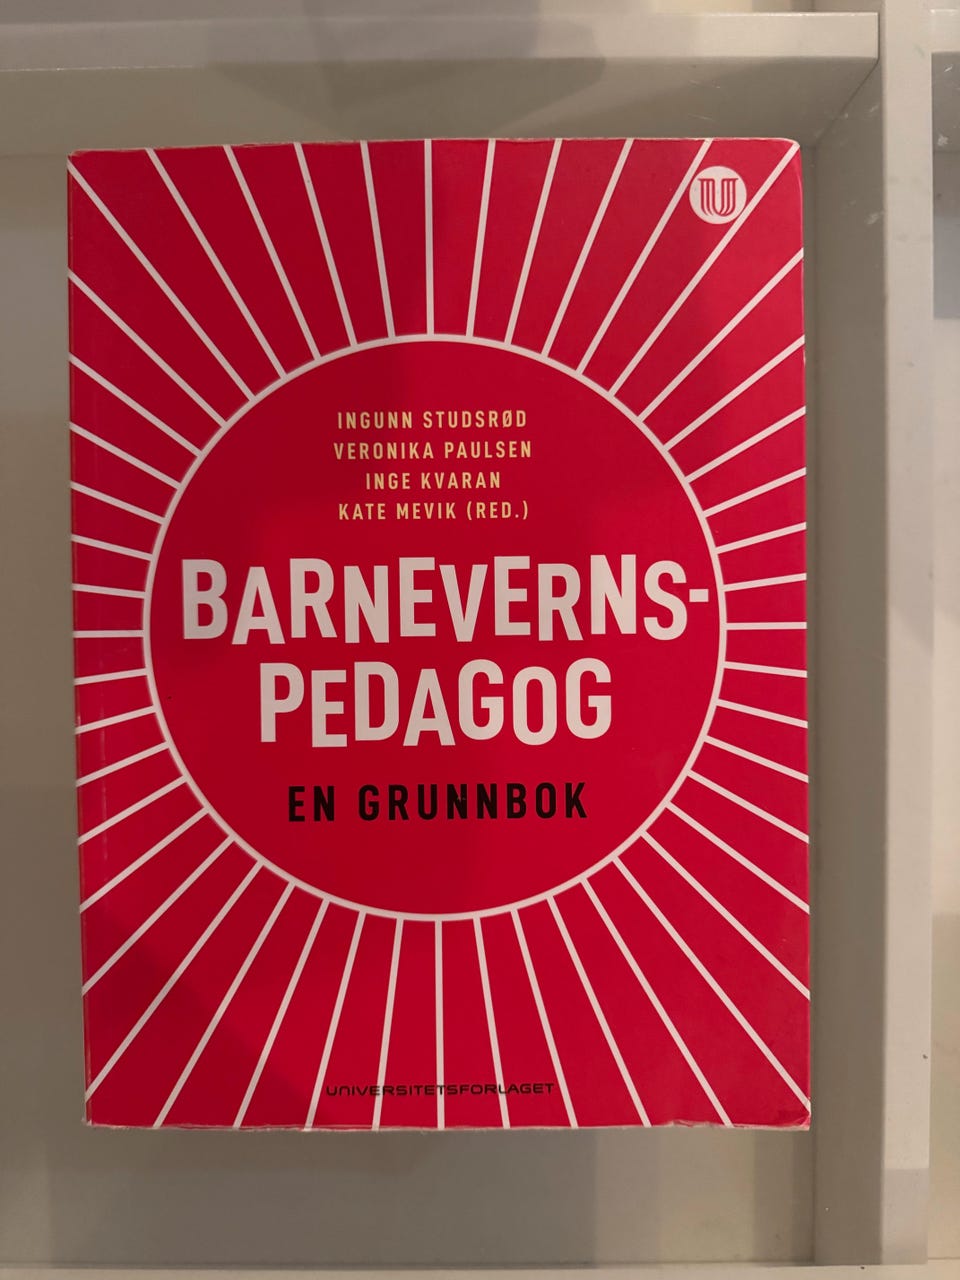 U
INGUNN STUDSRØD
VERONIKA PAULSEN
INGE KVARAN
KATE MEVIK (RED.)
BARNEVERNS-
PEDAGOG
EN GRUNNBOK
UNIVERSITETSFORLAGET